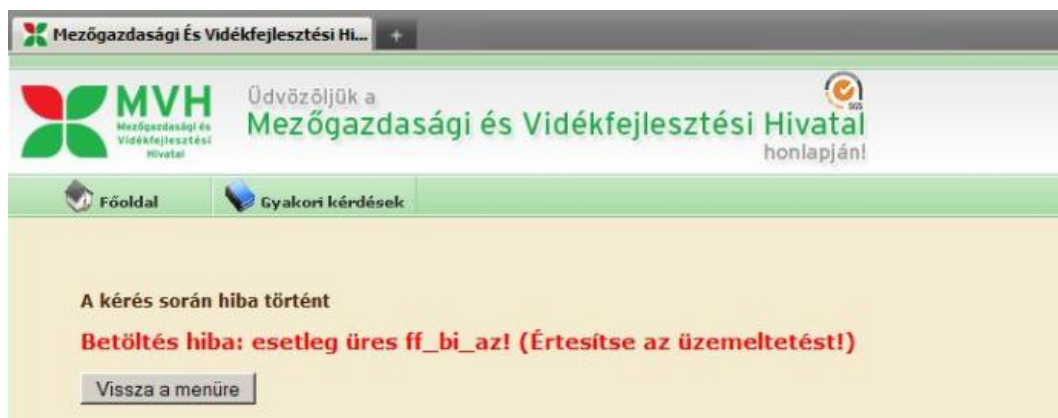 Mezőgazdasági És Vidékfejlesztési Hi...
+
MVH
Mezőgazdasági és
Vidékfejlesztési
Hivatal
Üdvözöljük a
Mezőgazdasági és Vidékfejlesztési Hivatal
honlapján!
SGS
Főoldal
Gyakori kérdések
A kérés során hiba történt
Betöltés hiba: esetleg üres ff_bi_az! (Értesítse az üzemeltetést!)
Vissza a menüre